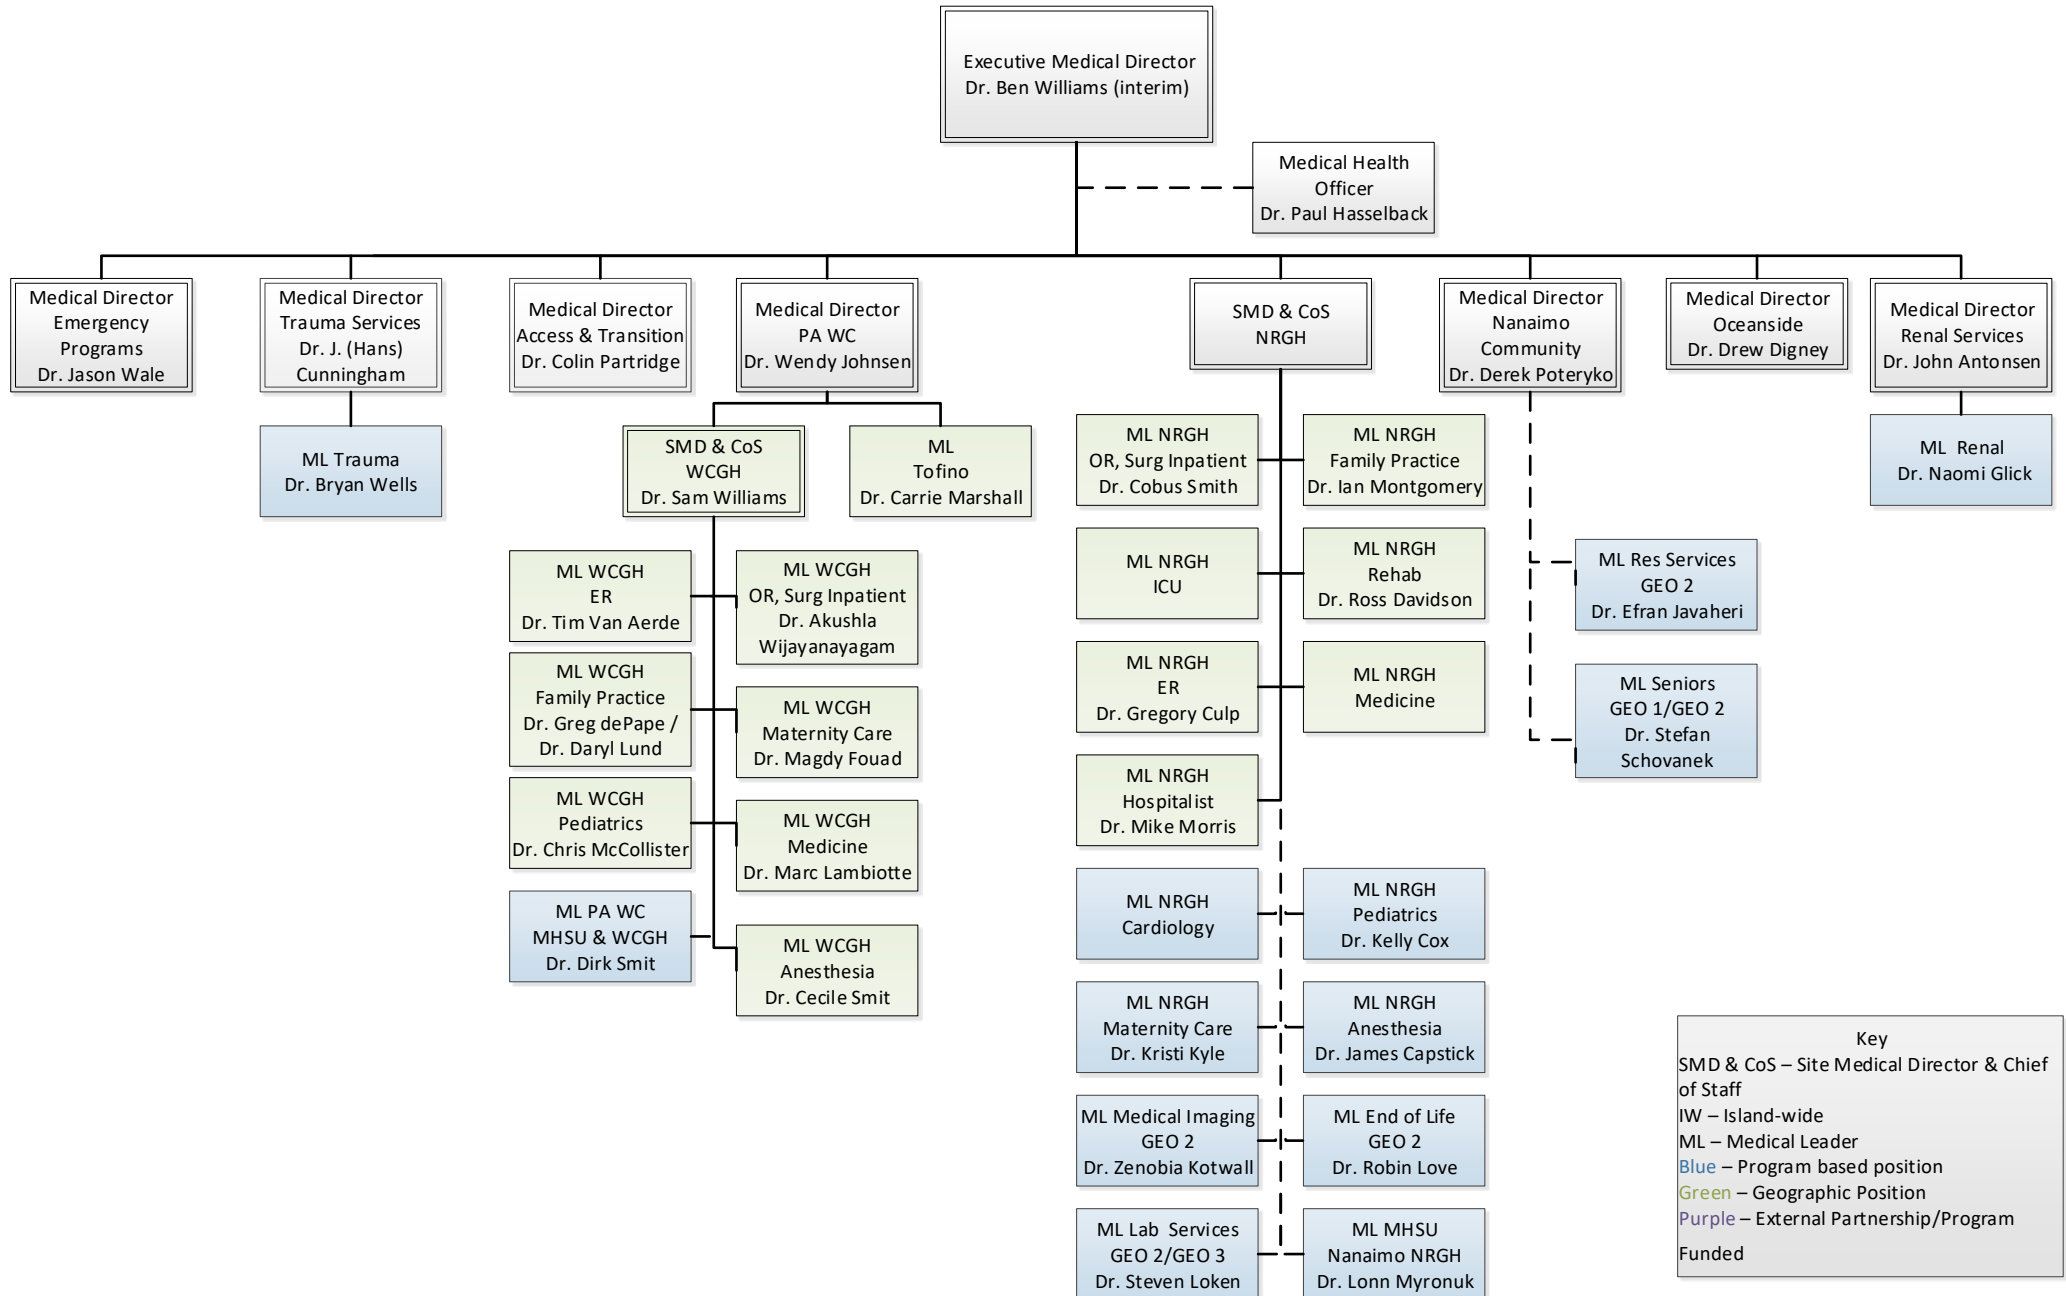 Executive Medical Director
Dr. Ben Williams (interim)
Medical Health
Officer
Dr. Paul Hasselback
Medical Director
Emergency
Programs
Dr. Jason Wale
Medical Director
Trauma Services
Dr. J. (Hans)
Cunningham
Medical Director
Access & Transition
Dr. Colin Partridge
Medical Director
PA WC
Dr. Wendy Johnsen
SMD & CoS
NRGH
Medical Director
Nanaimo
Community
Dr. Derek Poteryko
Medical Director
Oceanside
Dr. Drew Digney
Medical Director
Renal Services
Dr. John Antonsen
ML Trauma
Dr. Bryan Wells
SMD & CoS
WCGH
Dr. Sam Williams
ML
Tofino
Dr. Carrie Marshall
ML NRGH
OR, Surg Inpatient
Dr. Cobus Smith
ML NRGH
Family Practice
Dr. Ian Montgomery
ML Renal
Dr. Naomi Glick
ML WCGH
ER
Dr. Tim Van Aerde
ML WCGH
OR, Surg Inpatient
Dr. Akushla
Wijayanayagam
ML NRGH
ICU
ML NRGH
Rehab
Dr. Ross Davidson
ML Res Services
GEO 2
Dr. Efran Javaheri
ML WCGH
Family Practice
Dr. Greg dePape /
Dr. Daryl Lund
ML WCGH
Maternity Care
Dr. Magdy Fouad
ML NRGH
ER
Dr. Gregory Culp
ML NRGH
Medicine
ML Seniors
GEO 1/GEO 2
Dr. Stefan
Schovanek
ML WCGH
Pediatrics
Dr. Chris McCollister
ML WCGH
Medicine
Dr. Marc Lambiotte
ML NRGH
Hospitalist
Dr. Mike Morris
ML PA WC
MHSU & WCGH
Dr. Dirk Smit
ML WCGH
Anesthesia
Dr. Cecile Smit
ML NRGH
Cardiology
ML NRGH
Pediatrics
Dr. Kelly Cox
ML NRGH
Maternity Care
Dr. Kristi Kyle
ML NRGH
Anesthesia
Dr. James Capstick
ML Medical Imaging
GEO 2
Dr. Zenobia Kotwall
ML End of Life
GEO 2
Dr. Robin Love
ML Lab Services
GEO 2/GEO 3
Dr. Steven Loken
ML MHSU
Nanaimo NRGH
Dr. Lonn Myronuk
Key
SMD & CoS – Site Medical Director & Chief
of Staff
IW – Island-wide
ML – Medical Leader
Blue – Program based position
Green – Geographic Position
Purple – External Partnership/Program
Funded